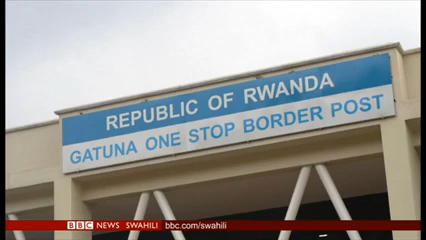 REPUBLIC OF RWANDA
GATUNA ONE STOP BORDER POST
BBC NEWS SWAHILI bbc.com/swahili